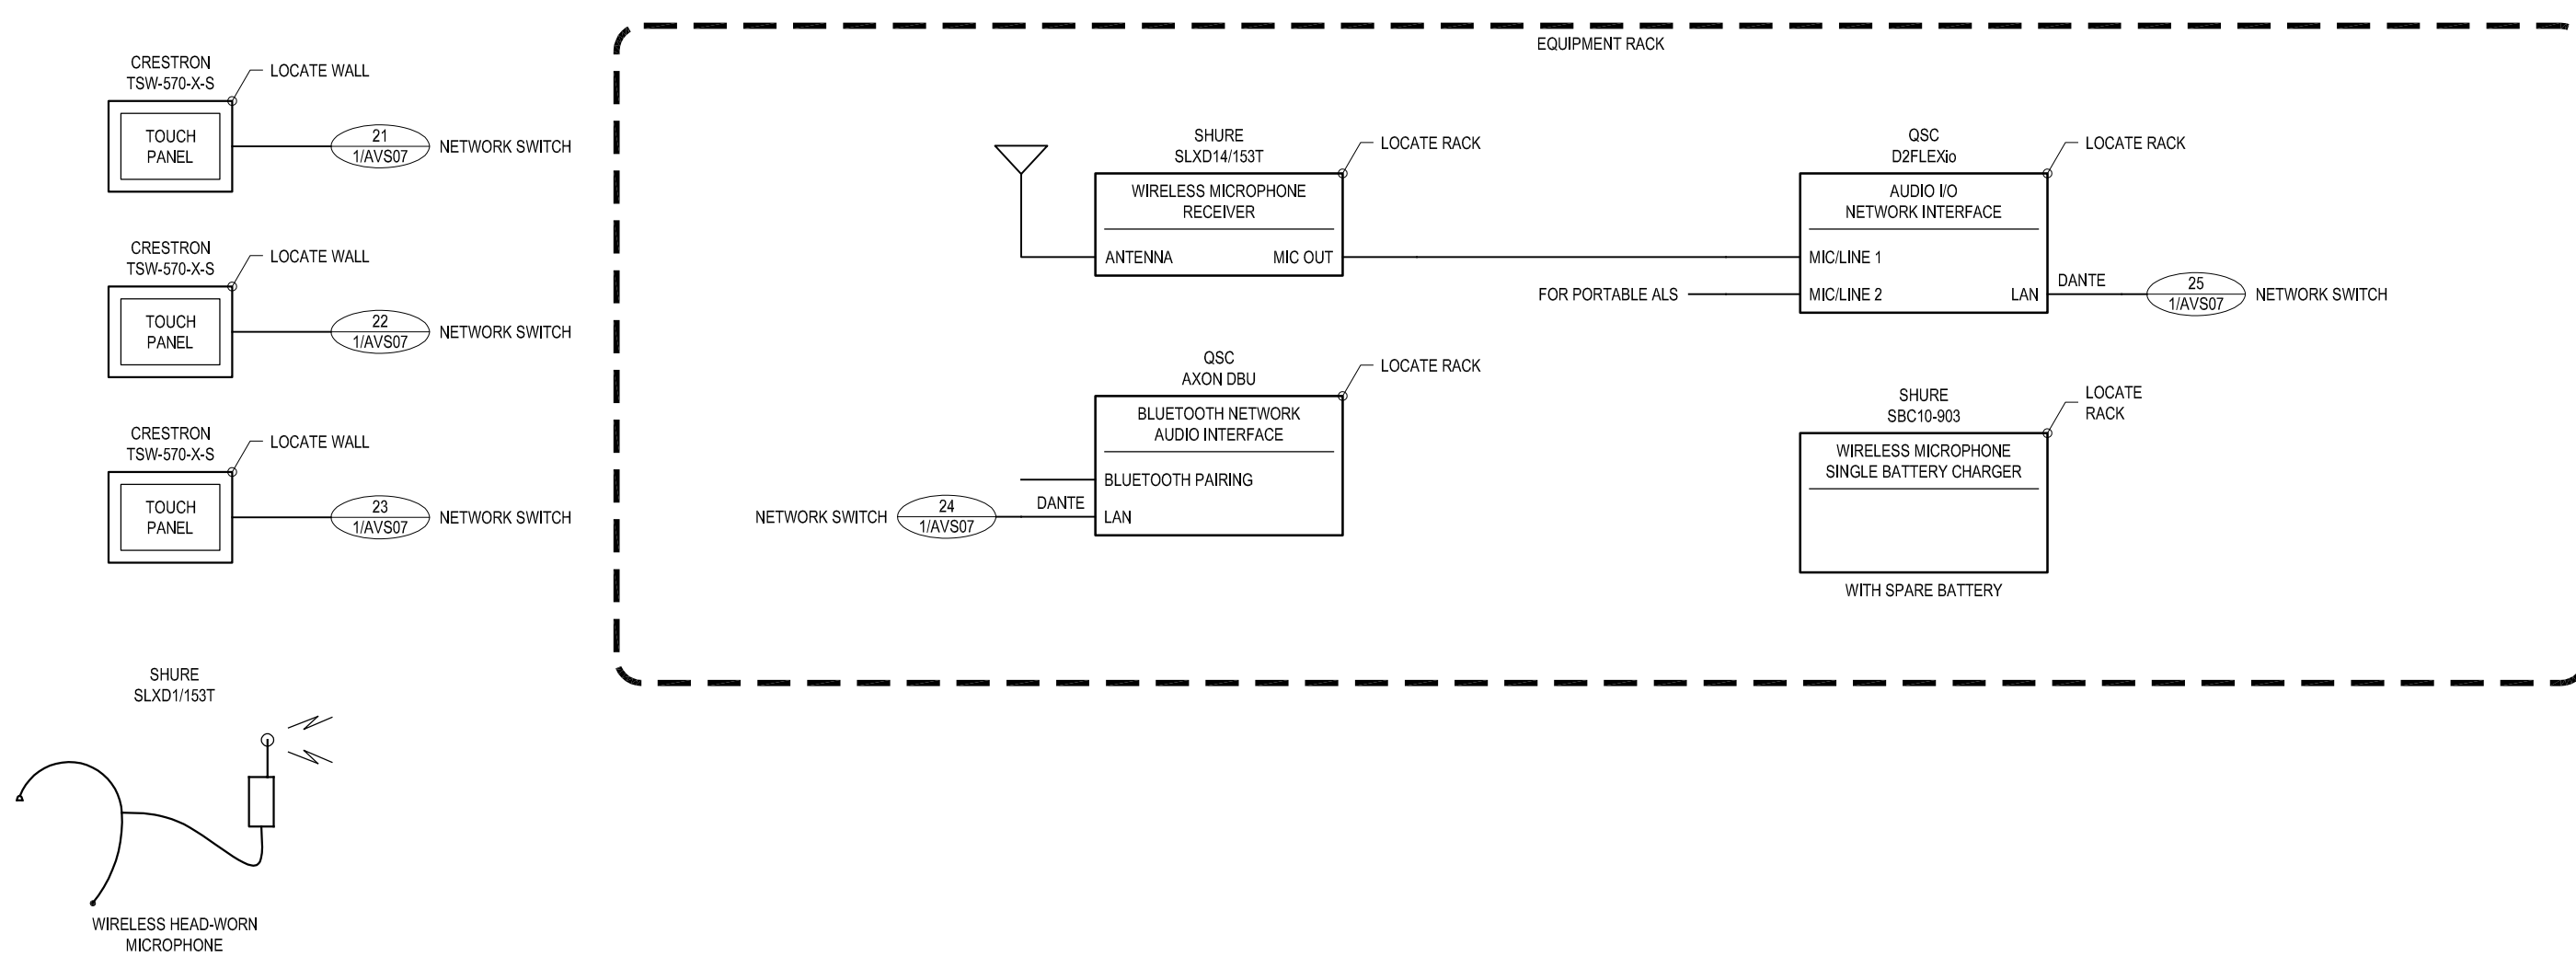 CRESTRON
TSW-570-X-S
LOCATE WALL
TOUCH
PANEL
21
1/AVS07
NETWORK SWITCH
CRESTRON
TSW-570-X-S
LOCATE WALL
TOUCH
PANEL
22
1/AVS07
NETWORK SWITCH
CRESTRON
TSW-570-X-S
LOCATE WALL
TOUCH
PANEL
23
1/AVS07
NETWORK SWITCH
SHURE
SLXD1/153T
WIRELESS HEAD-WORN
MICROPHONE
EQUIPMENT RACK
SHURE
SLXD14/153T
LOCATE RACK
WIRELESS MICROPHONE
RECEIVER
ANTENNA
MIC OUT
QSC
D2FLEXio
LOCATE RACK
AUDIO I/O
NETWORK INTERFACE
MIC/LINE 1
FOR PORTABLE ALS
MIC/LINE 2
LAN
DANTE
25
1/AVS07
NETWORK SWITCH
QSC
AXON DBU
LOCATE RACK
BLUETOOTH NETWORK
AUDIO INTERFACE
BLUETOOTH PAIRING
NETWORK SWITCH
24
1/AVS07
DANTE
LAN
SHURE
SBC10-903
LOCATE
RACK
WIRELESS MICROPHONE
SINGLE BATTERY CHARGER
WITH SPARE BATTERY